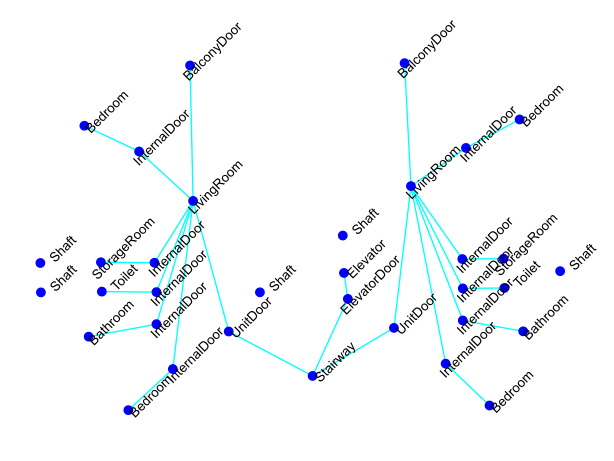 BalconyDoor
BalconyDoor
Bedroom
InternalDoor
InternalDoor
Bedroom
LivingRoom
LivingRoom
Shaft
Shaft
StorageRoom
InternalDoor
Shaft
Toilet
InternalDoor
Shaft
Elevator
ElevatorDoor
InternalDoor
StorageRoom
InternalDoor
Toilet
Shaft
Bathroom
InternalDoor
UnitDoor
UnitDoor
InternalDoor
Bathroom
InternalDoor
Bedroom
Stairway
InternalDoor
Bedroom